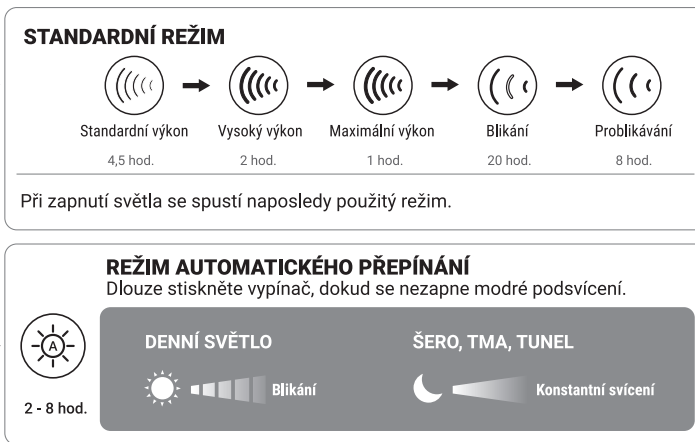 STANDARDNÍ REŽIM
Standardní výkon Vysoký výkon Maximální výkon Blikání Problikávání
4,5 hod. 2 hod. 1 hod. 20 hod. 8 hod.
Při zapnutí světla se spustí naposledy použitý režim.
REŽIM AUTOMATICKÉHO PŘEPÍNÁNÍ
Dlouze stiskněte vypínač, dokud se nezapne modré podsvícení.
A
2 - 8 hod.
DENNÍ SVĚTLO ŠERO, TMA, TUNEL
Blikání Konstantní svícení